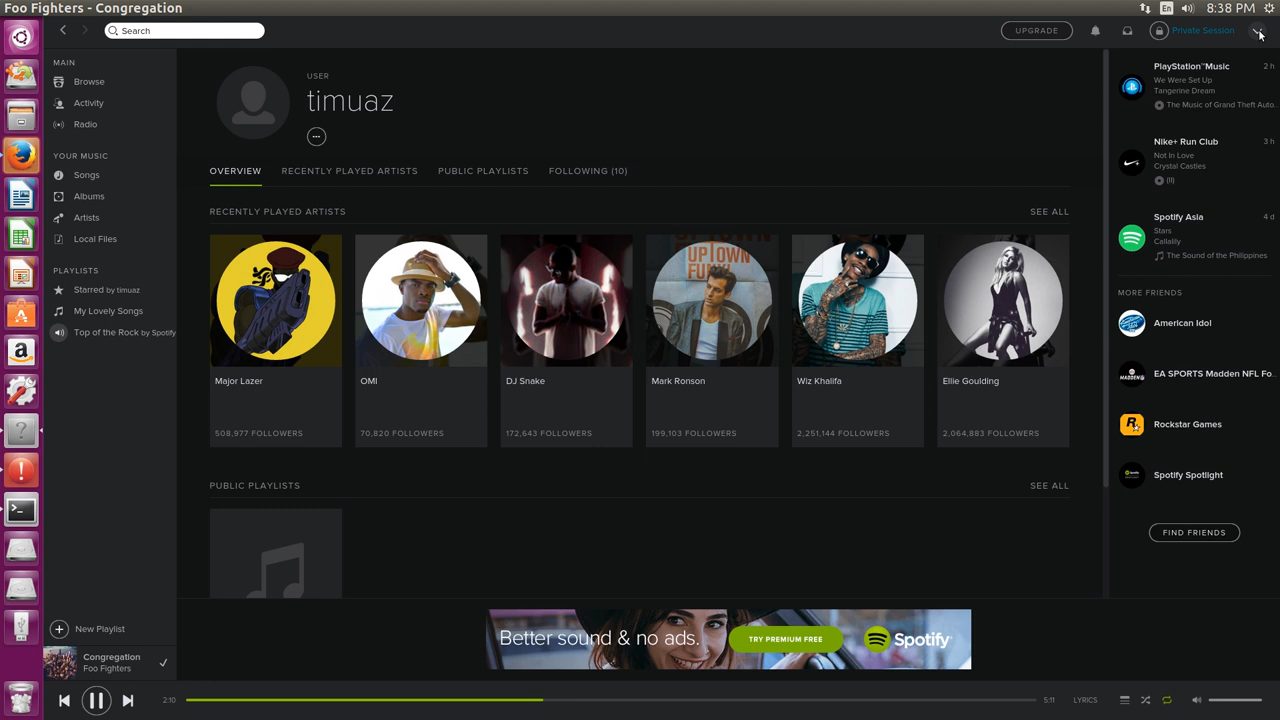 Foo Fighters - Congregation
En
8:38 PM
Search
UPGRADE
Private Session
MAIN
Browse
Activity
Radio
YOUR MUSIC
Songs
Albums
Artists
Local Files
PLAYLISTS
Starred by timuaz
My Lovely Songs
Top of the Rock by Spotify
New Playlist
Congregation
Foo Fighters
USER
timuaz
OVERVIEW
RECENTLY PLAYED ARTISTS
PUBLIC PLAYLISTS
FOLLOWING (10)
RECENTLY PLAYED ARTISTS
SEE ALL
UPTOWN
Major Lazer
508,977 FOLLOWERS
OMI
70,820 FOLLOWERS
DJ Snake
172,643 FOLLOWERS
Mark Ronson
199,103 FOLLOWERS
Wiz Khalifa
2,251,144 FOLLOWERS
Ellie Goulding
2,064,883 FOLLOWERS
PUBLIC PLAYLISTS
SEE ALL
Better sound & no ads.
TRY PREMIUM FREE
Spotify
PlayStation™Music
2 h
We Were Set Up
Tangerine Dream
The Music of Grand Theft Auto...
Nike+ Run Club
3 h
Not In Love
Crystal Castles
(II)
Spotify Asia
4 d
Stars
Callalily
The Sound of the Philippines
MORE FRIENDS
American Idol
EA SPORTS Madden NFL Fo...
Rockstar Games
Spotify Spotlight
FIND FRIENDS
2:10
5:11
LYRICS